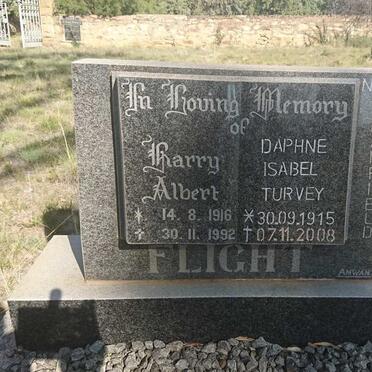 In Loving Memory
of
Harry DAPHNE
Albert ISABEL
TURVEY
* 14. 8. 1916 * 30.09.1915
† 30. 11. 1992 † 07.11.2008
FLIGHT